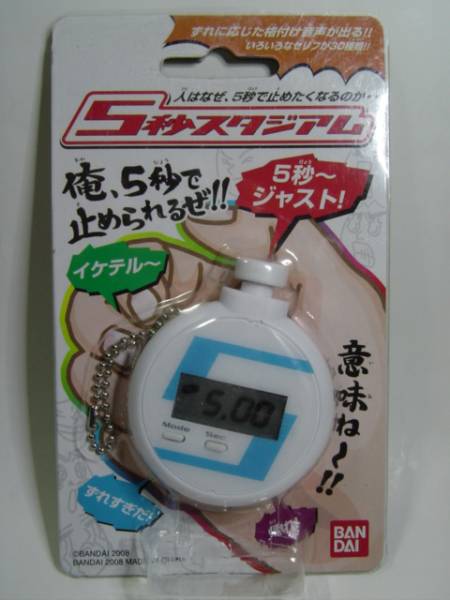 ずれに応じた格付け音声が出る!!
いろいろなセリフが30種類!!
人はなぜ、5秒で止めたくなるのか
5秒スタジアム
俺、5秒で
止められるぜ!!
5秒〜
ジャスト!
イケテル〜
意味ね〜!!
5.00
Mode
Sec
ずれすぎだ
©BANDAI 2008
BANDAI 2008 MADE IN CHINA
BAN
DAI